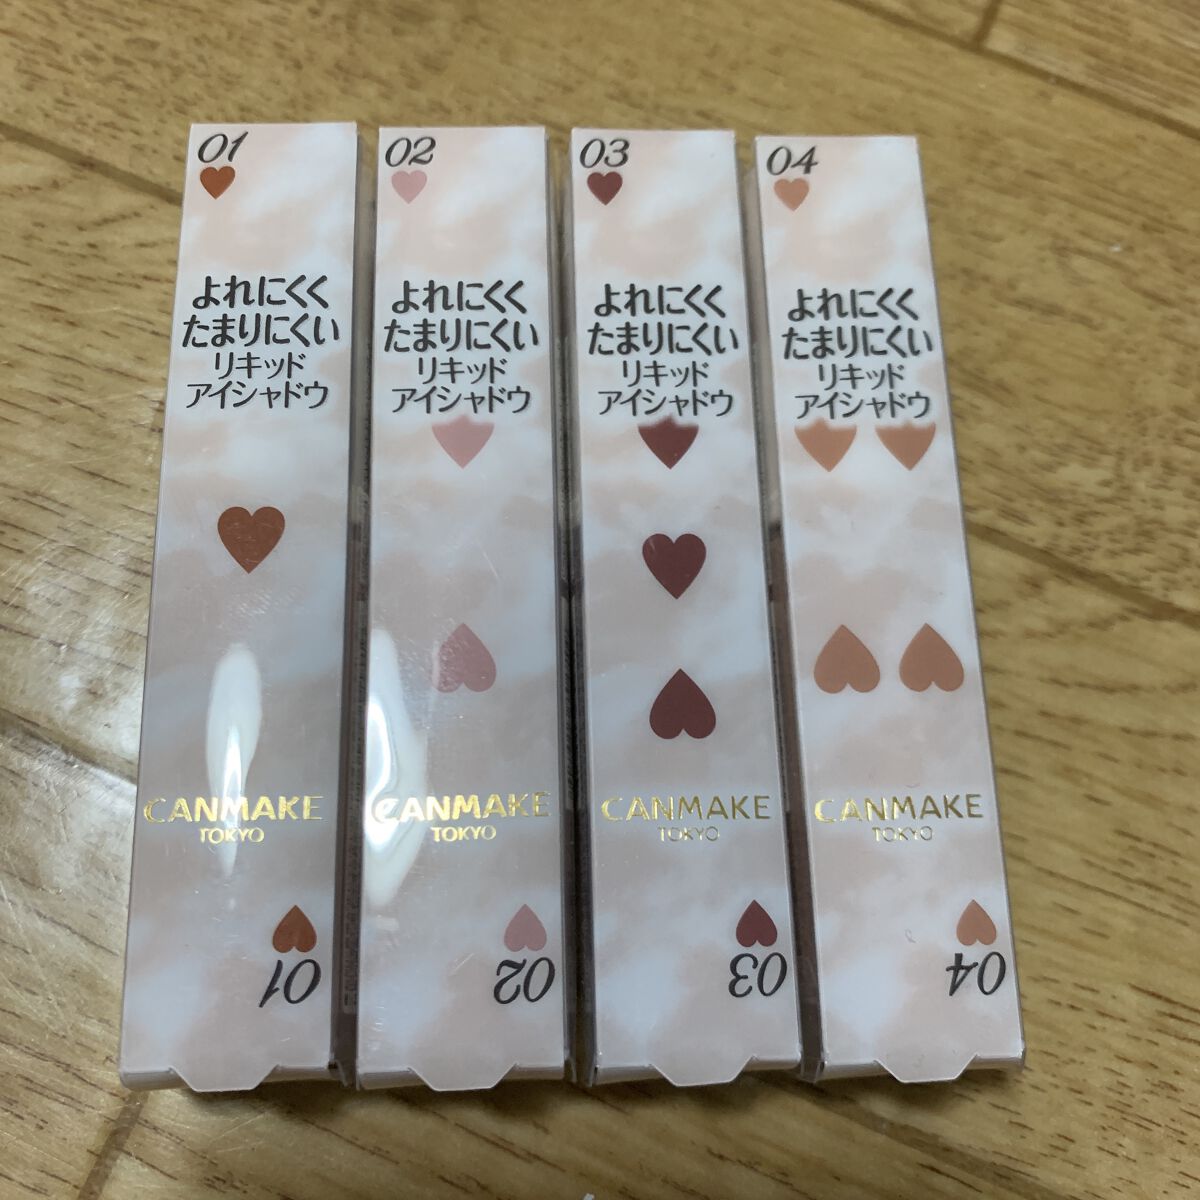 01
よれにくく
たまりにくい
リキッド
アイシャドウ
CANMAKE
TOKYO
01
02
よれにくく
たまりにくい
リキッド
アイシャドウ
CANMAKE
TOKYO
02
03
よれにくく
たまりにくい
リキッド
アイシャドウ
CANMAKE
TOKYO
03
04
よれにくく
たまりにくい
リキッド
アイシャドウ
CANMAKE
TOKYO
04